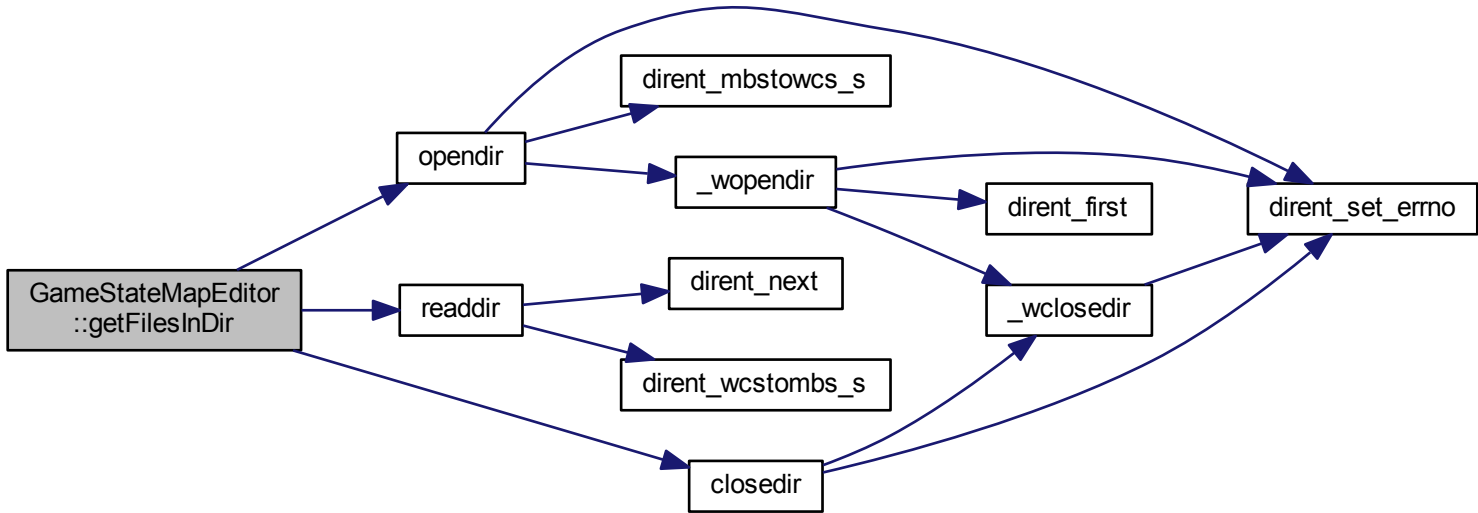 GameStateMapEditor
::getFilesInDir
opendir
readdir
closedir
dirent_mbstowcs_s
_wopendir
dirent_next
dirent_wcstombs_s
dirent_first
_wclosedir
dirent_set_errno